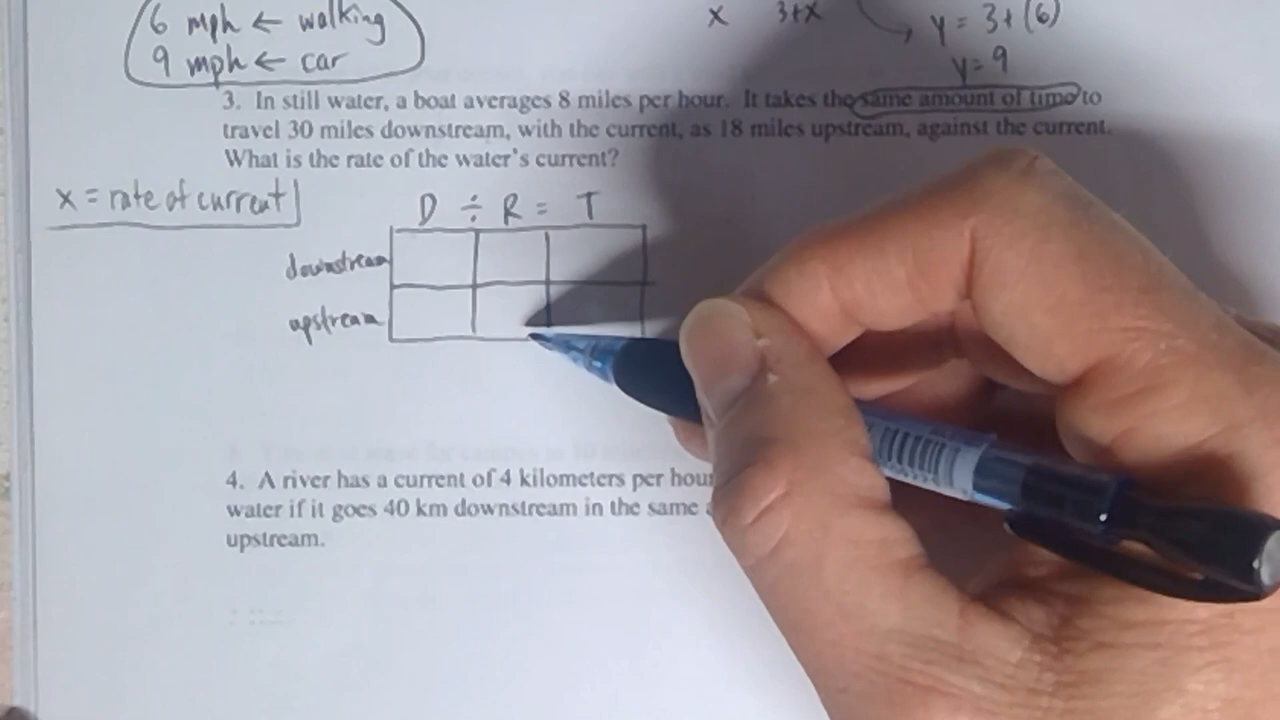 6 mph ← walking
9 mph ← car
x 3+x
y = 3+(6)
y=9
3. In still water, a boat averages 8 miles per hour. It takes the same amount of time to
travel 30 miles downstream, with the current, as 18 miles upstream, against the current.
What is the rate of the water's current?
x = rate of current
D ÷ R = T
downstream
upstream
4. A river has a current of 4 kilometers per hour
water if it goes 40 km downstream in the same
upstream.